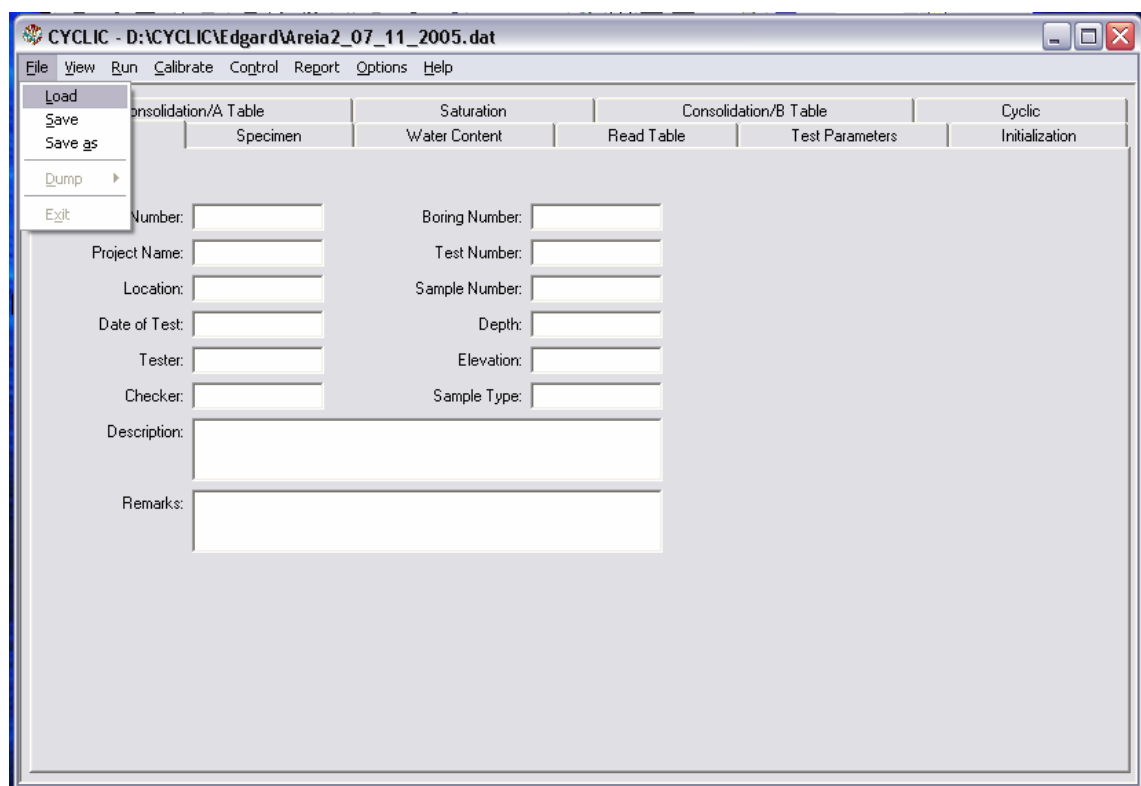 CYCLIC - D:\CYCLIC\Edgard\Areia2_07_11_2005.dat
File View Run Calibrate Control Report Options Help
Load
Save
Save as
Dump
Exit
onsolidation/A Table Saturation Consolidation/B Table Cyclic
Specimen Water Content Read Table Test Parameters Initialization
Number: Boring Number:
Project Name: Test Number:
Location: Sample Number:
Date of Test: Depth:
Tester: Elevation:
Checker: Sample Type:
Description:
Remarks: